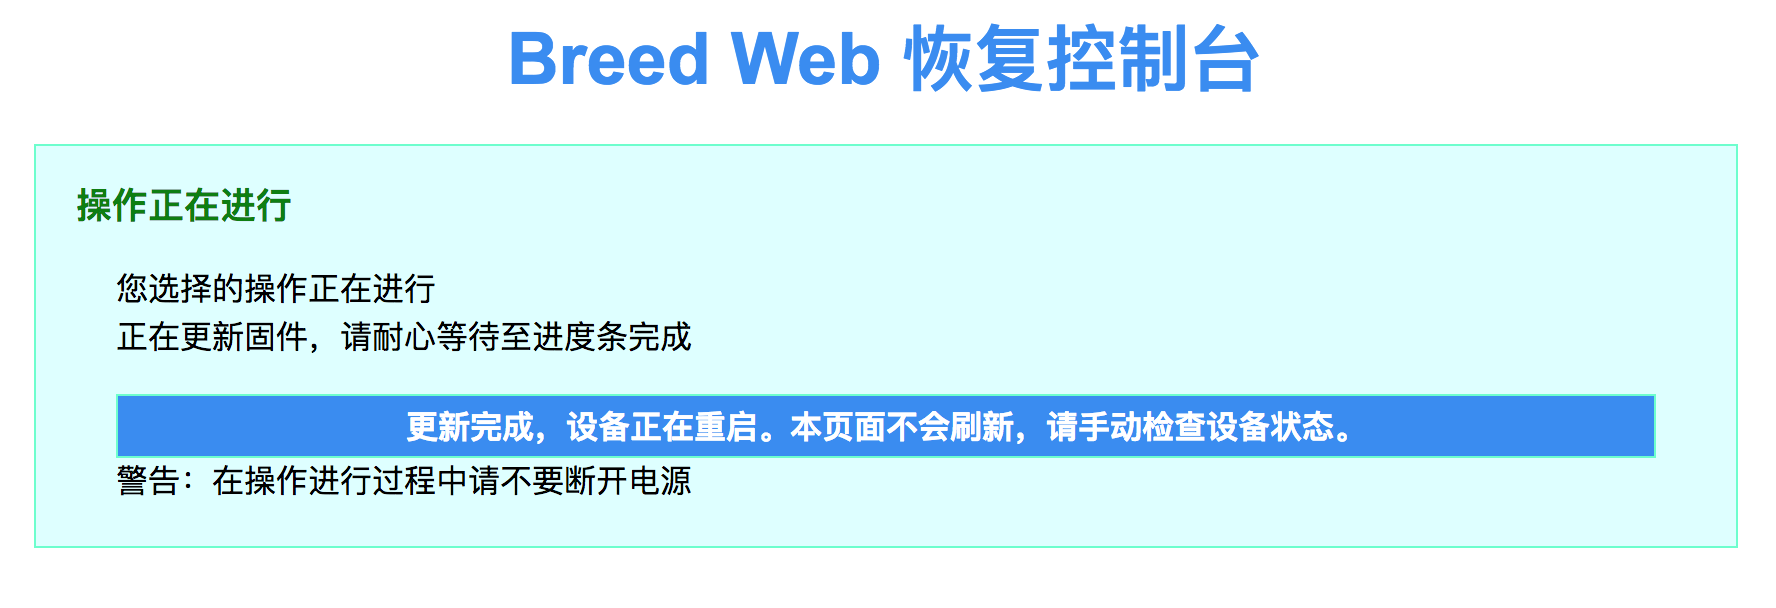 Breed Web 恢复控制台
操作正在进行
您选择的操作正在进行
正在更新固件，请耐心等待至进度条完成
更新完成，设备正在重启。本页面不会刷新，请手动检查设备状态。
警告：在操作进行过程中请不要断开电源